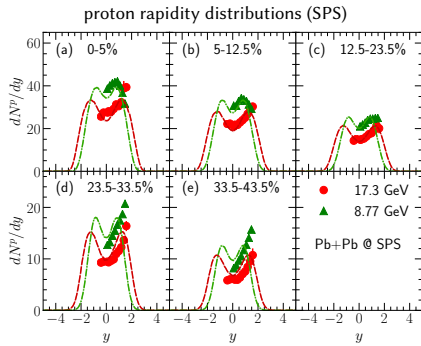 proton rapidity distributions (SPS)
(a) 0-5%
(b) 5-12.5%
(c) 12.5-23.5%
60
40
20
0
dN^p/dy
−4 −2 0 2 4
y
(d) 23.5-33.5%
(e) 33.5-43.5%
17.3 GeV
8.77 GeV
Pb+Pb @ SPS
20
10
0
dN^p/dy
−4 −2 0 2 4
y
−4 −2 0 2 4
y